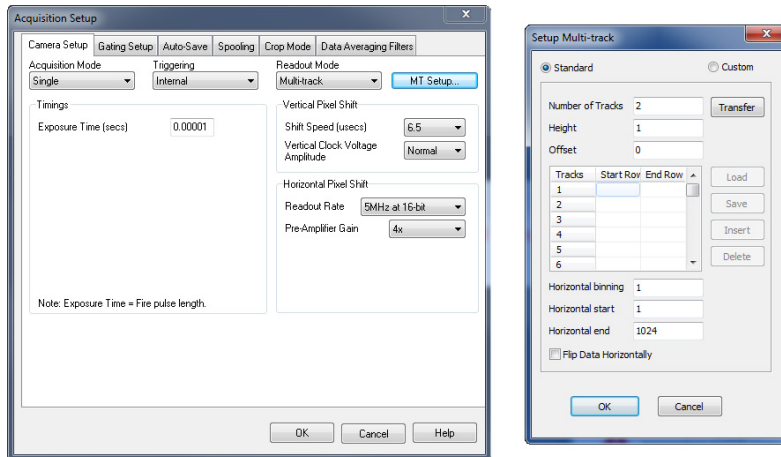 Acquisition Setup
x
Camera Setup
Gating Setup
Auto-Save
Spooling
Crop Mode
Data Averaging Filters
Acquisition Mode
Single
Triggering
Internal
Readout Mode
Multi-track
MT Setup...
Timings
Exposure Time (secs) 0.00001
Note: Exposure Time = Fire pulse length.
Vertical Pixel Shift
Shift Speed (usecs) 6.5
Vertical Clock Voltage
Amplitude
Normal
Horizontal Pixel Shift
Readout Rate 5MHz at 16-bit
Pre-Amplifier Gain 4x
OK
Cancel
Help
Setup Multi-track
x
Standard
Custom
Number of Tracks 2
Transfer
Height 1
Offset 0
Tracks Start Row End Row
1
2
3
4
5
6
Load
Save
Insert
Delete
Horizontal binning 1
Horizontal start 1
Horizontal end 1024
Flip Data Horizontally
OK
Cancel